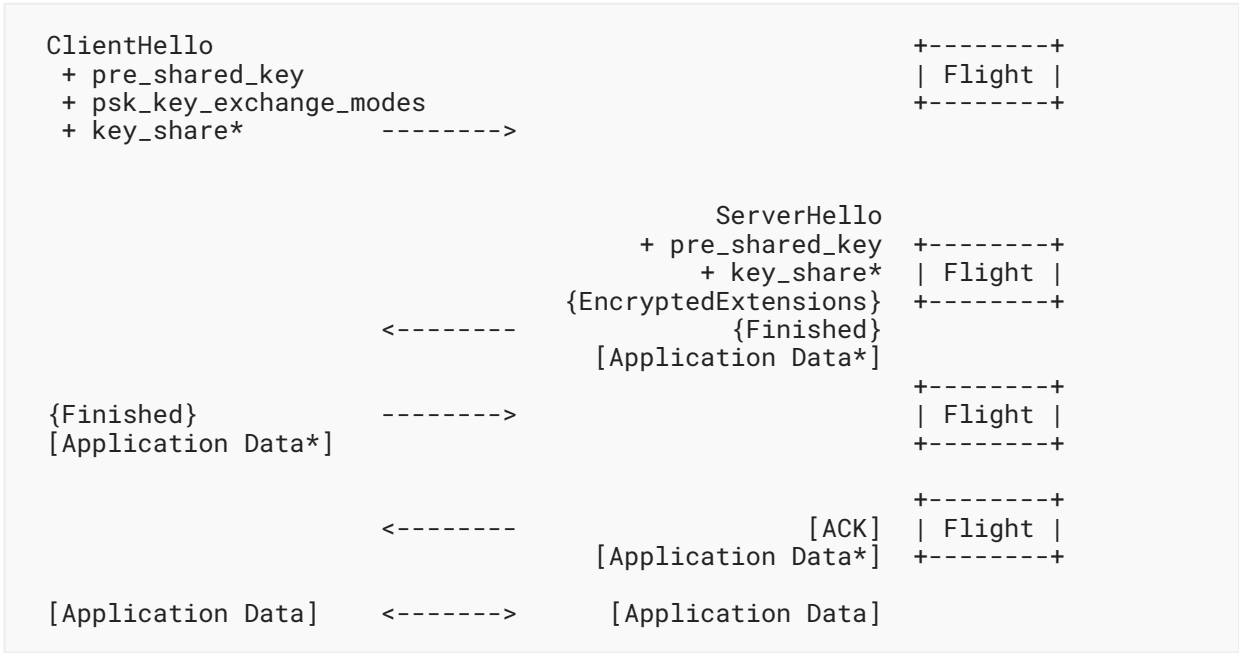 ClientHello                                              +--------+
 + pre_shared_key                                        | Flight |
 + psk_key_exchange_modes                                +--------+
 + key_share*         -------->
                                            ServerHello
                                       + pre_shared_key  +--------+
                                           + key_share*  | Flight |
                                  {EncryptedExtensions}  +--------+
                      <--------              {Finished}
                                    [Application Data*]
                                                         +--------+
{Finished}            -------->                          | Flight |
[Application Data*]                                      +--------+
                                                         +--------+
                      <--------                   [ACK]  | Flight |
                                    [Application Data*]  +--------+
[Application Data]    <------->      [Application Data]